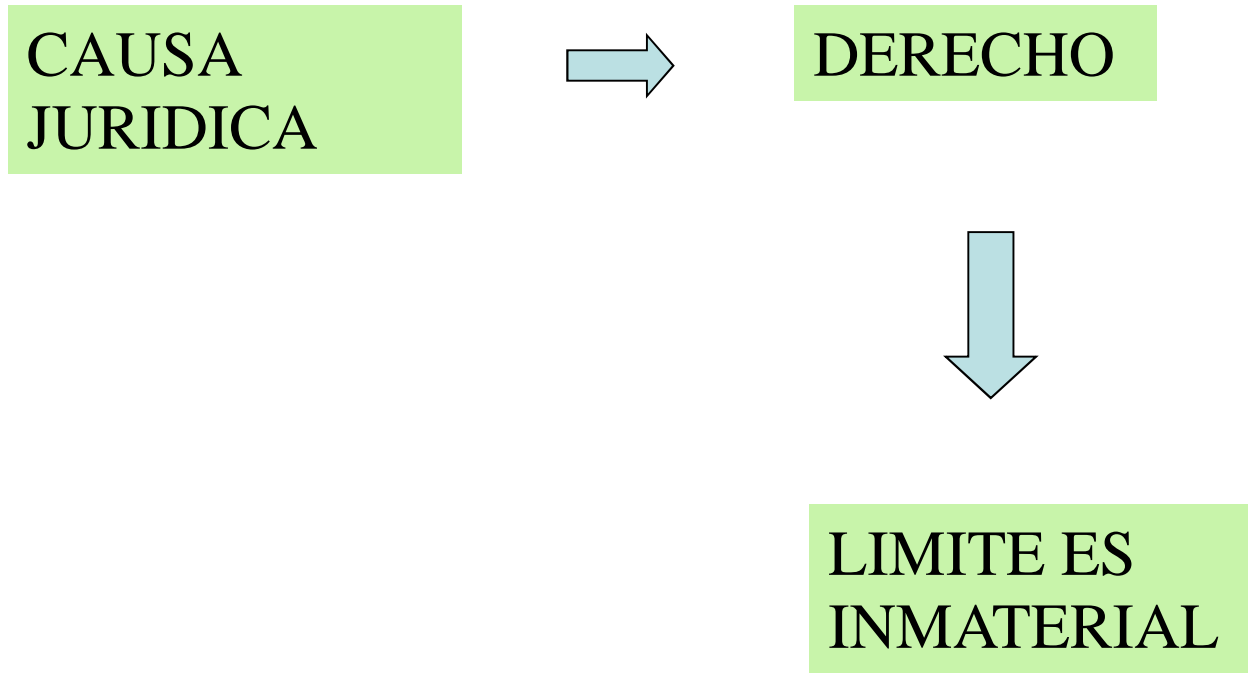 CAUSA
JURIDICA
DERECHO
LIMITE ES
INMATERIAL